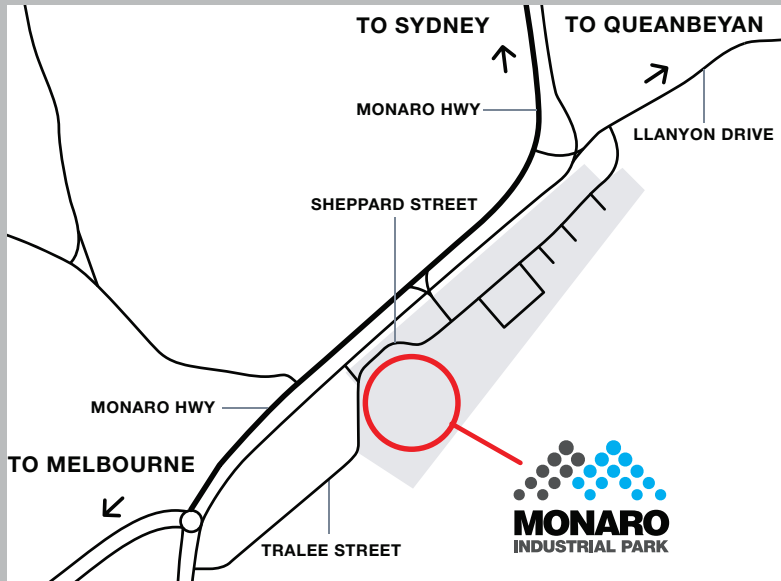 TO SYDNEY
TO QUEANBEYAN
MONARO HWY
LLANYON DRIVE
SHEPPARD STREET
MONARO HWY
TO MELBOURNE
TRALEE STREET
MONARO
INDUSTRIAL PARK